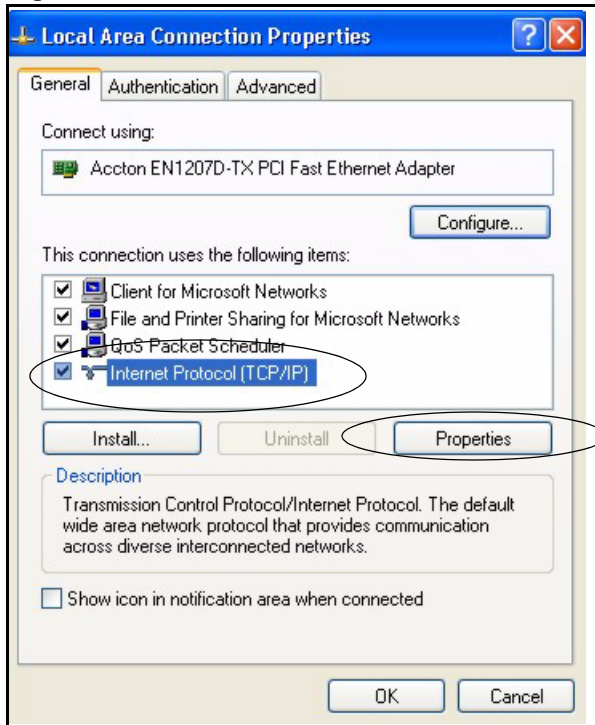 Local Area Connection Properties
General Authentication Advanced
Connect using:
Accton EN1207D-TX PCI Fast Ethernet Adapter
Configure...
This connection uses the following items:
Client for Microsoft Networks
File and Printer Sharing for Microsoft Networks
QoS Packet Scheduler
Internet Protocol (TCP/IP)
Install... Uninstall Properties
Description
Transmission Control Protocol/Internet Protocol. The default
wide area network protocol that provides communication
across diverse interconnected networks.
Show icon in notification area when connected
OK Cancel